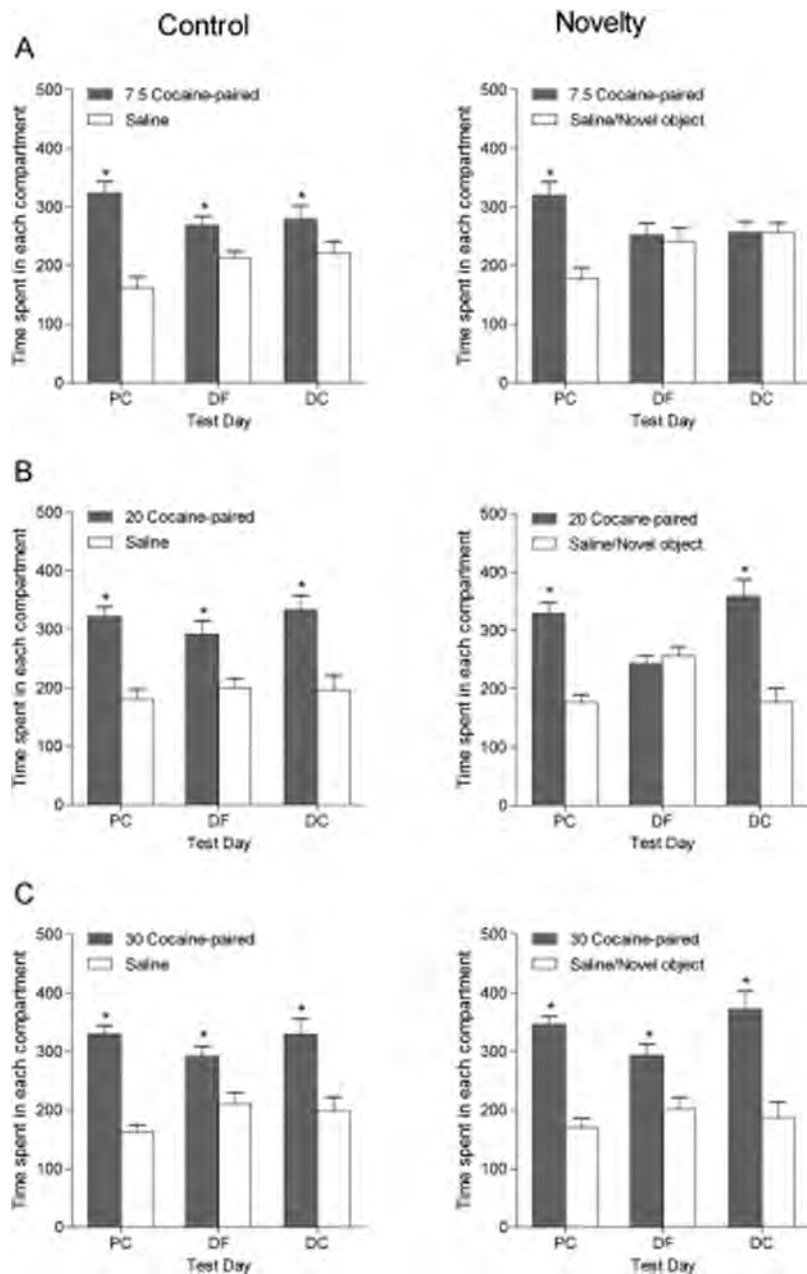 Control
Novelty
A
7.5 Cocaine-paired
Saline
Time spent in each compartment
500
400
300
200
100
0
PC DF DC
Test Day
7.5 Cocaine-paired
Saline/Novel object
Time spent in each compartment
500
400
300
200
100
0
PC DF DC
Test Day
B
20 Cocaine-paired
Saline
Time spent in each compartment
500
400
300
200
100
0
PC DF DC
Test Day
20 Cocaine-paired
Saline/Novel object
Time spent in each compartment
500
400
300
200
100
0
PC DF DC
Test Day
C
30 Cocaine-paired
Saline
Time spent in each compartment
500
400
300
200
100
0
PC DF DC
Test Day
30 Cocaine-paired
Saline/Novel object
Time spent in each compartment
500
400
300
200
100
0
PC DF DC
Test Day